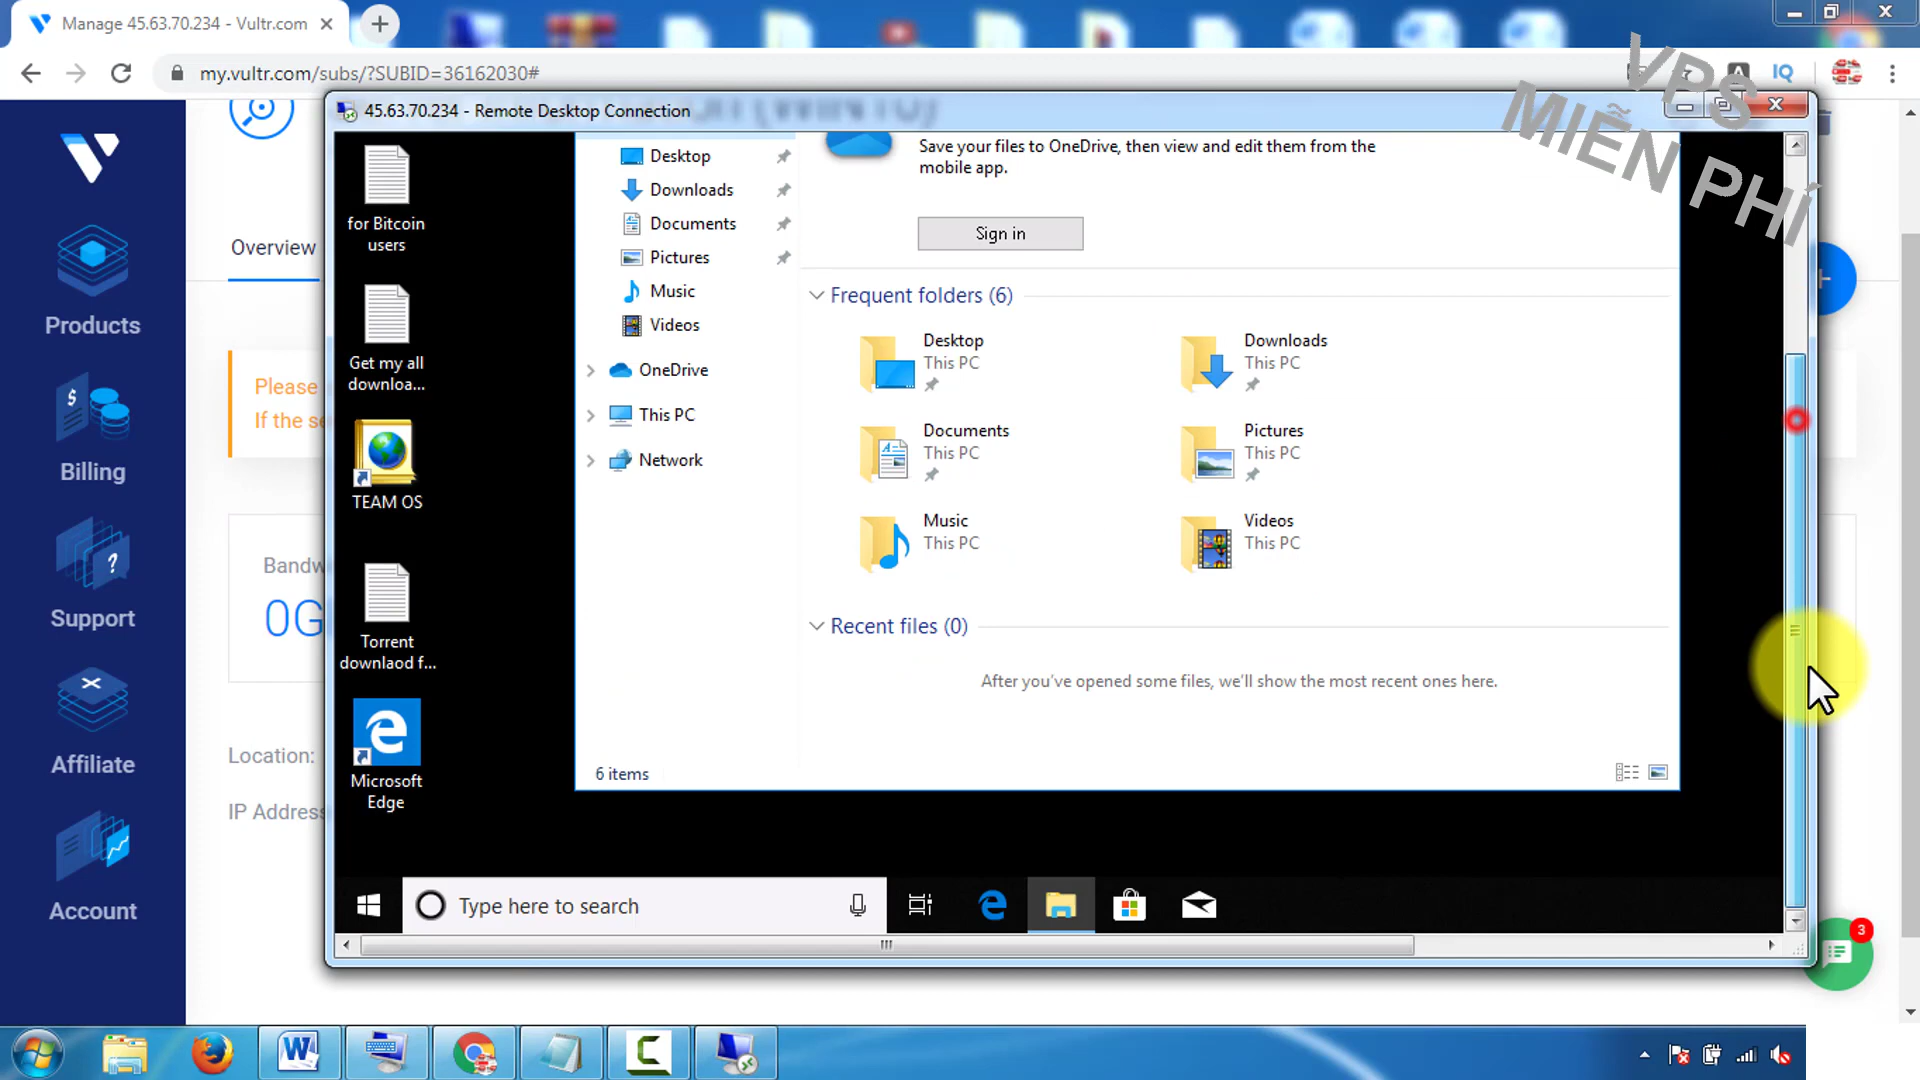 Manage 45.63.70.234 - Vultr.com
my.vultr.com/subs/?SUBID=36162030#
IQ
VPS
MIỄN PHÍ
45.63.70.234 - Remote Desktop Connection
Products
Billing
Support
Affiliate
Account
Overview
Please
If the se
Bandw
0G
Location:
IP Address
for Bitcoin
users
Get my all
downloa...
TEAM OS
Torrent
downlaod f...
Microsoft
Edge
Desktop
Downloads
Documents
Pictures
Music
Videos
OneDrive
This PC
Network
Save your files to OneDrive, then view and edit them from the
mobile app.
Sign in
Frequent folders (6)
Desktop
This PC
Downloads
This PC
Documents
This PC
Pictures
This PC
Music
This PC
Videos
This PC
Recent files (0)
After you've opened some files, we'll show the most recent ones here.
6 items
Type here to search
3